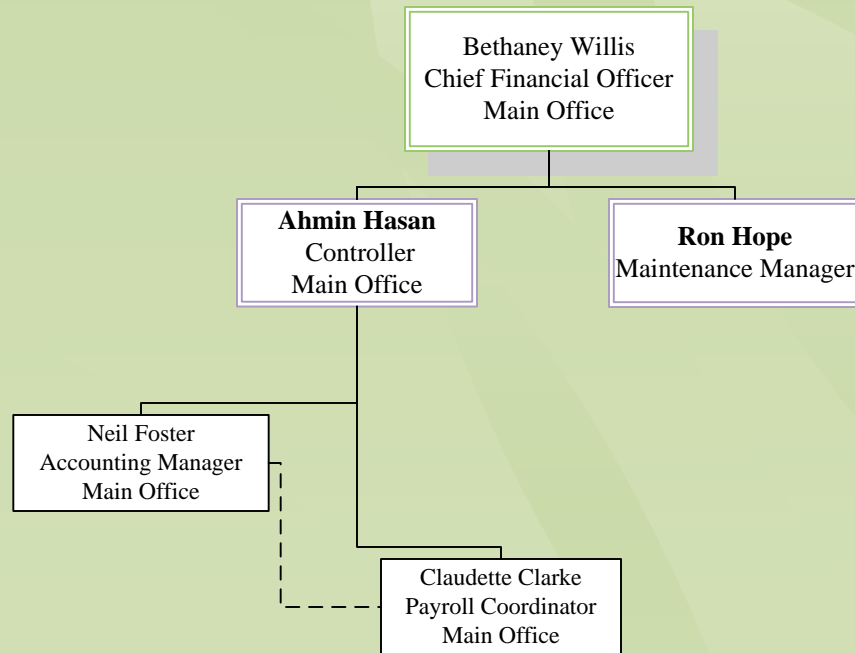 Bethaney Willis
Chief Financial Officer
Main Office
Ahmin Hasan
Controller
Main Office
Ron Hope
Maintenance Manager
Neil Foster
Accounting Manager
Main Office
Claudette Clarke
Payroll Coordinator
Main Office